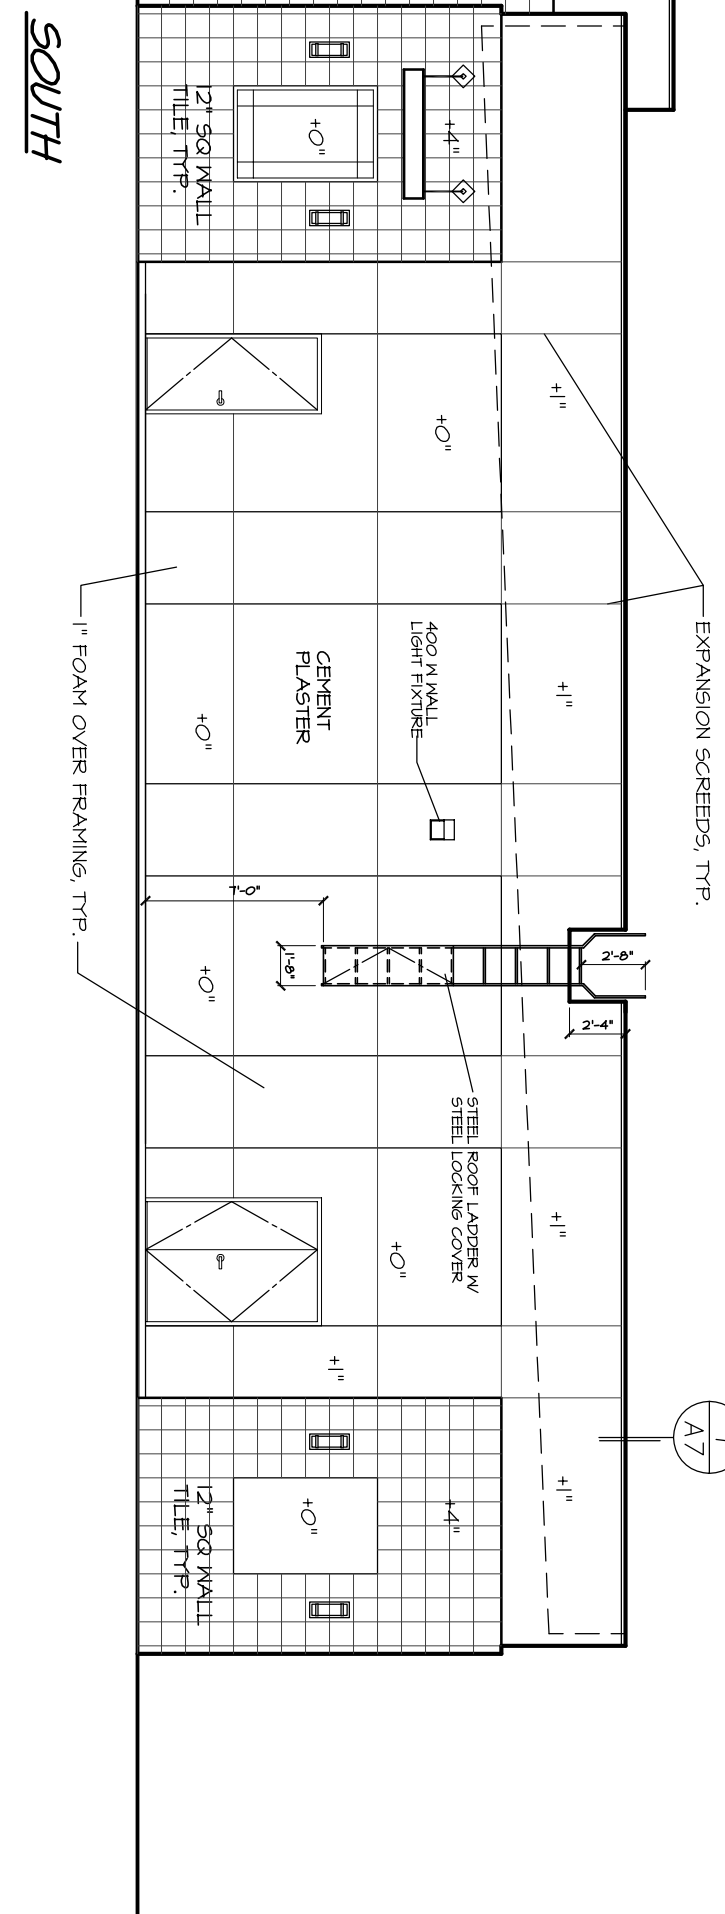 EXPANSION SCREEDS, TYP.
A7
2'-8"
2'-4"
+4"
+1"
+1"
+1"
+1"
+0"
400 W WALL
LIGHT FIXTURE
STEEL ROOF LADDER W/
STEEL LOCKING COVER
+0"
+4"
+0"
CEMENT
PLASTER
1'-8"
7'-0"
+1"
+0"
12" SQ WALL
TILE, TYP.
+0"
+0"
12" SQ WALL
TILE, TYP.
1" FOAM OVER FRAMING, TYP.
SOUTH